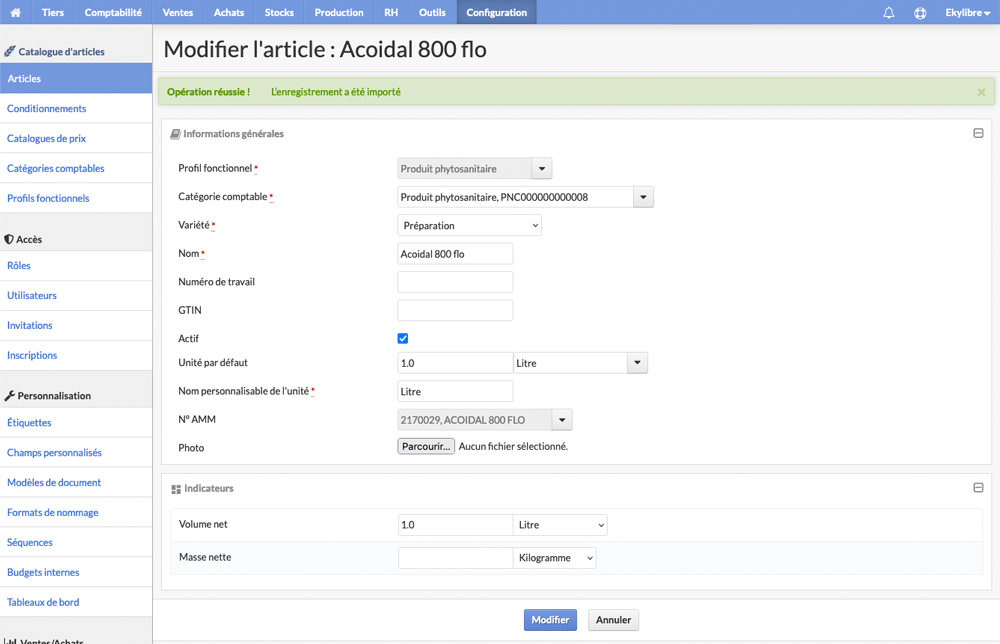 Tiers Comptabilité Ventes Achats Stocks Production RH Outils Configuration Ekylibre
Catalogue d'articles
Articles
Conditionnements
Catalogues de prix
Catégories comptables
Profils fonctionnels
Accès
Rôles
Utilisateurs
Invitations
Inscriptions
Personnalisation
Étiquettes
Champs personnalisés
Modèles de document
Formats de nommage
Séquences
Budgets internes
Tableaux de bord
Ventes/Achats
Modifier l'article : Acoidal 800 flo
Opération réussie ! L'enregistrement a été importé ×
Informations générales
Profil fonctionnel * Produit phytosanitaire
Catégorie comptable * Produit phytosanitaire, PNC000000000008
Variété * Préparation
Nom * Acoidal 800 flo
Numéro de travail
GTIN
Actif
Unité par défaut 1.0 Litre
Nom personnalisable de l'unité * Litre
N° AMM 2170029, ACOIDAL 800 FLO
Photo Parcourir... Aucun fichier sélectionné.
Indicateurs
Volume net 1.0 Litre
Masse nette Kilogramme
Modifier Annuler